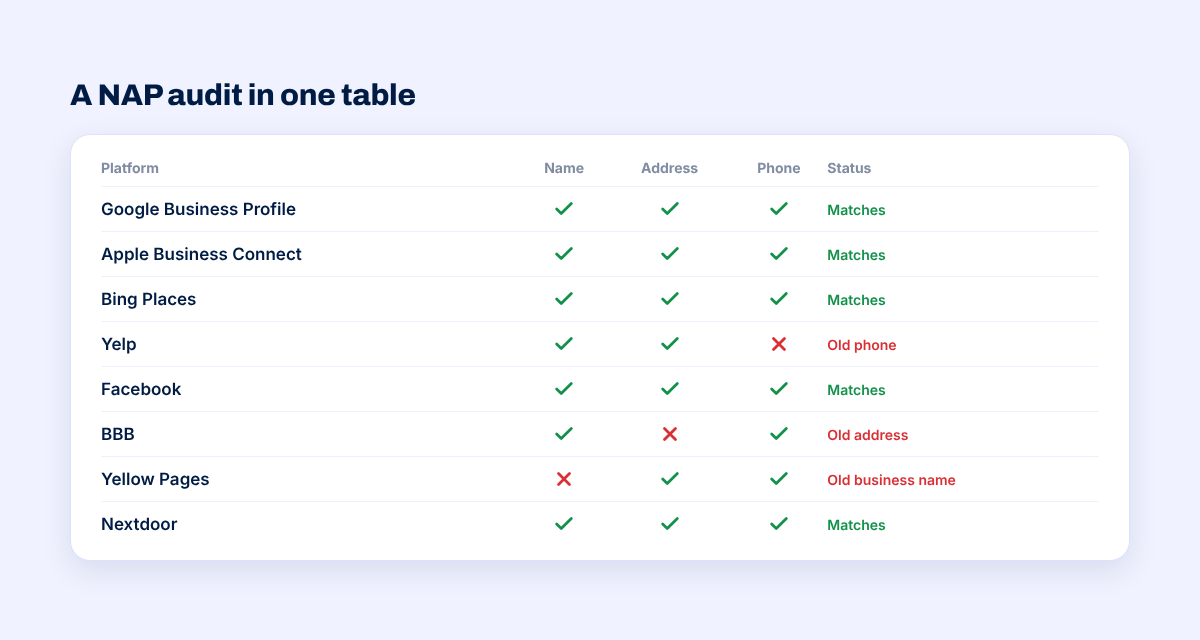 A NAP audit in one table
Platform Name Address Phone Status
Google Business Profile ✓ ✓ ✓ Matches
Apple Business Connect ✓ ✓ ✓ Matches
Bing Places ✓ ✓ ✓ Matches
Yelp ✓ ✓ ✗ Old phone
Facebook ✓ ✓ ✓ Matches
BBB ✓ ✗ ✓ Old address
Yellow Pages ✗ ✓ ✓ Old business name
Nextdoor ✓ ✓ ✓ Matches